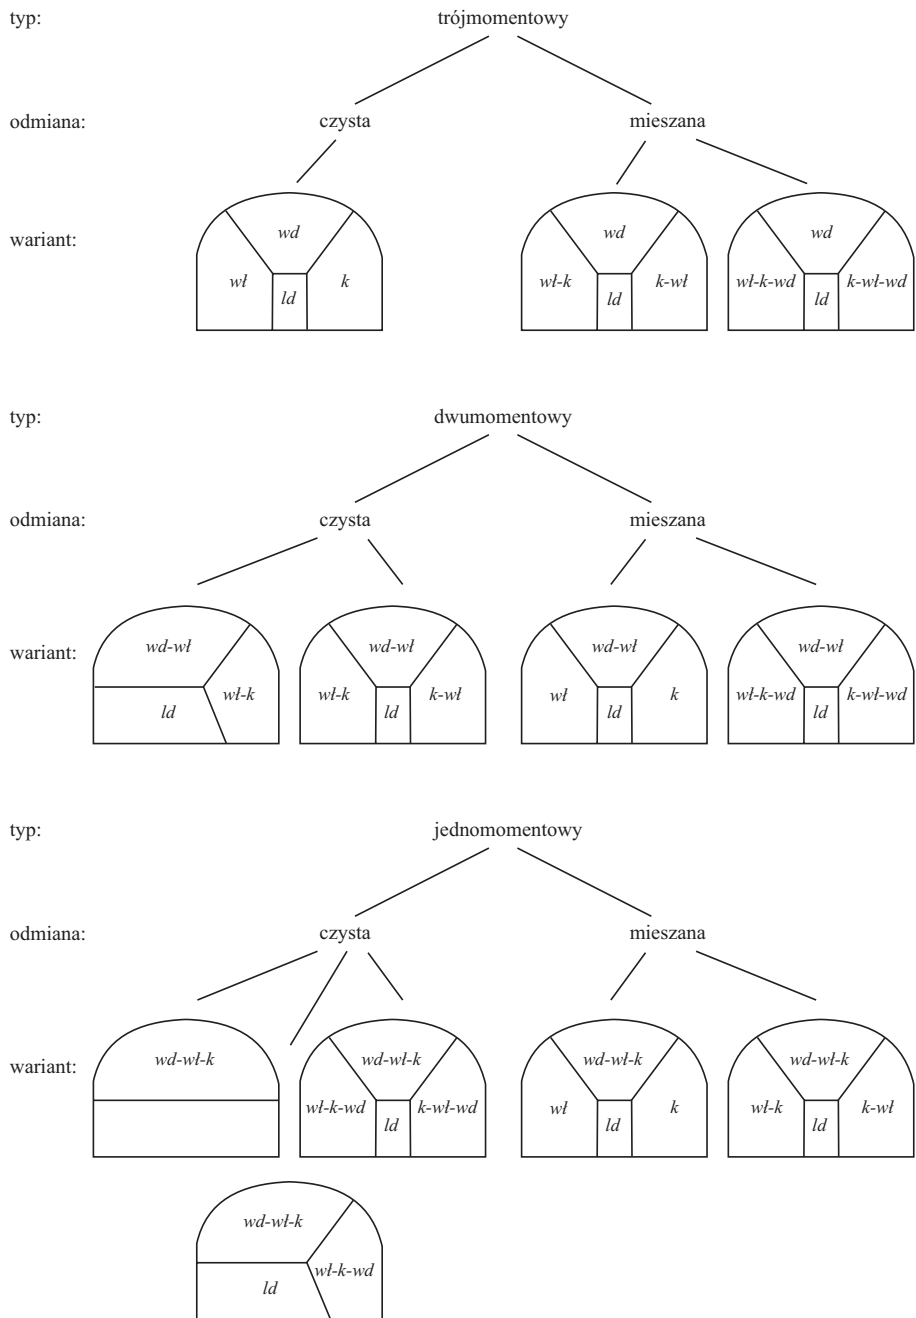 typ: trójmomentowy
odmiana: czysta mieszana
wariant:
wd wd wd
wł k wł-k k-wł wł-k-wd k-wł-wd
ld ld ld
typ: dwumomentowy
odmiana: czysta mieszana
wariant:
wd-wł wd-wł wd-wł wd-wł
wł-k wł-k k-wł wł k wł-k-wd k-wł-wd
ld ld ld ld
typ: jednomomentowy
odmiana: czysta mieszana
wariant:
wd-wł-k wd-wł-k wd-wł-k wd-wł-k
wł-k-wd k-wł-wd wł k wł-k k-wł
ld ld ld
wd-wł-k
wł-k-wd
ld